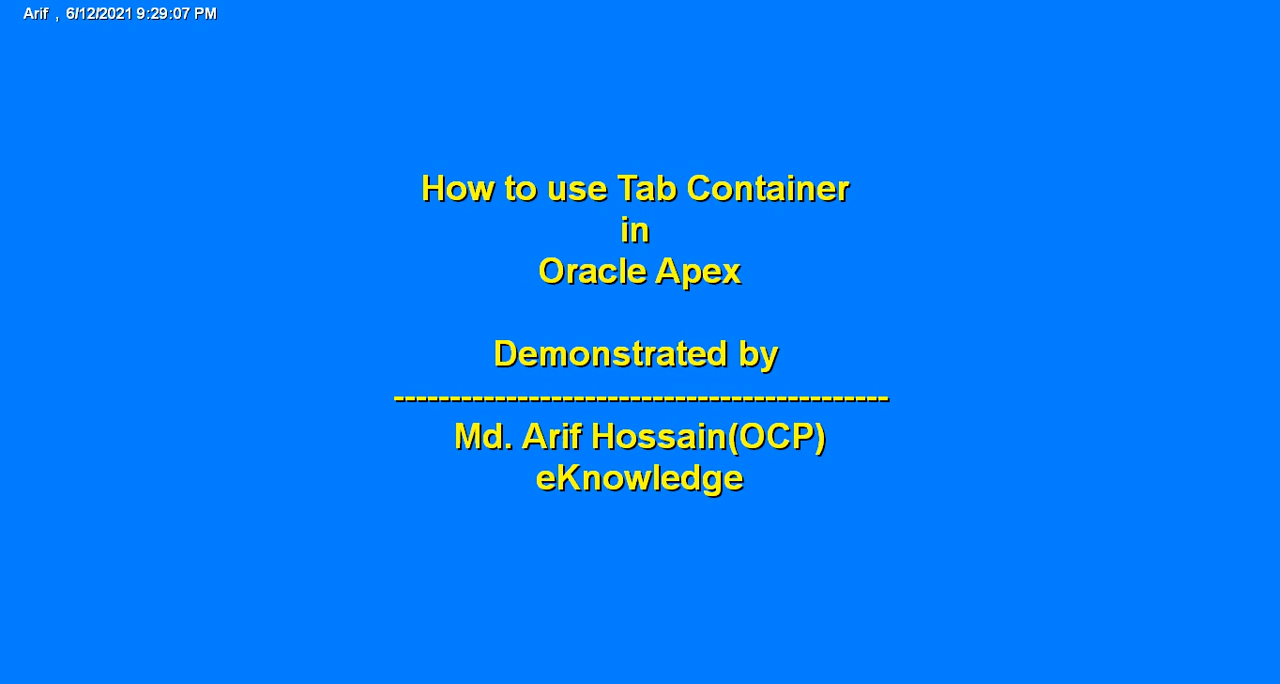 Arif , 6/12/2021 9:29:07 PM
How to use Tab Container
in
Oracle Apex
Demonstrated by
--------------------------------------------
Md. Arif Hossain(OCP)
eKnowledge